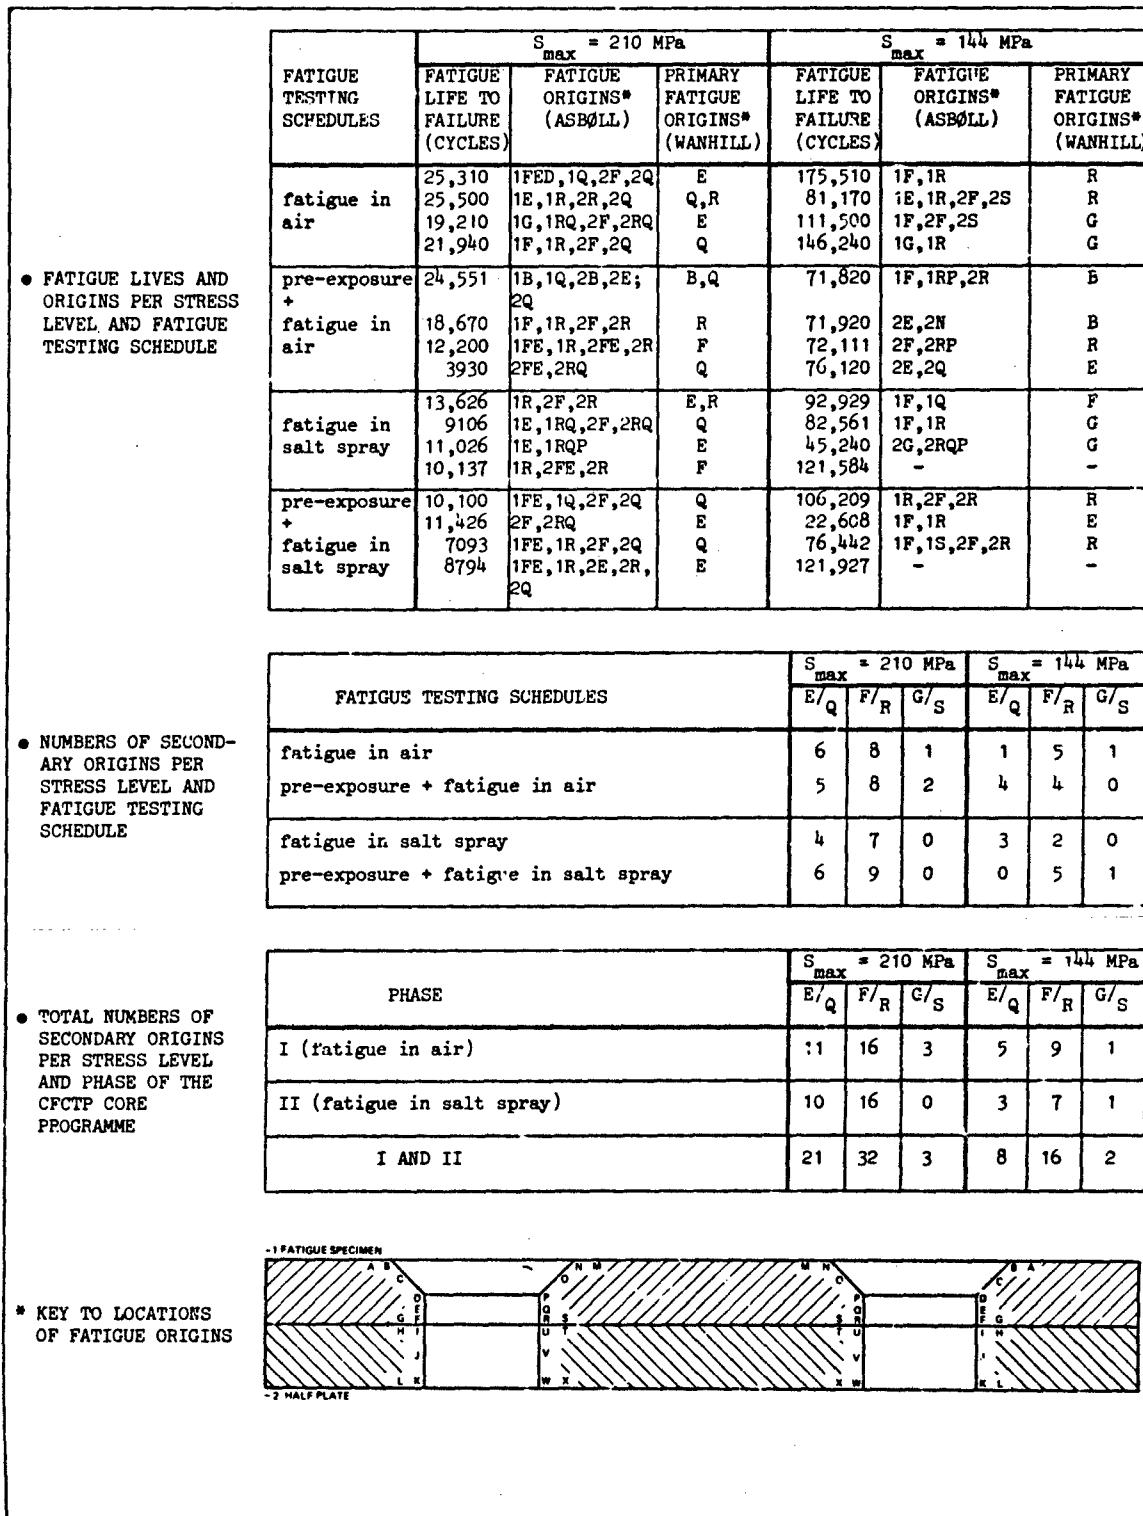 ● FATIGUE LIVES AND ORIGINS PER STRESS LEVEL AND FATIGUE TESTING SCHEDULE
S max = 210 MPa S max = 144 MPa
FATIGUE TESTING SCHEDULES | FATIGUE LIFE TO FAILURE (CYCLES) | FATIGUE ORIGINS* (ASBØLL) | PRIMARY FATIGUE ORIGINS* (WANHILL) | FATIGUE LIFE TO FAILURE (CYCLES) | FATIGUE ORIGINS* (ASBØLL) | PRIMARY FATIGUE ORIGINS* (WANHILL)
fatigue in air
25,310 1FED,1Q,2F,2Q E 175,510 1F,1R R
25,500 1E,1R,2R,2Q Q,R 81,170 1E,1R,2F,2S R
19,210 1G,1RQ,2F,2RQ E 111,500 1F,2F,2S G
21,940 1F,1R,2F,2Q Q 146,240 1G,1R G
pre-exposure + fatigue in air
24,551 1B,1Q,2B,2E; 2Q B,Q 71,820 1F,1RP,2R B
18,670 1F,1R,2F,2R R 71,920 2E,2N B
12,200 1FE,1R,2FE,2R F 72,111 2F,2RP R
3930 2FE,2RQ Q 76,120 2E,2Q E
fatigue in salt spray
13,626 1R,2F,2R E,R 92,929 1F,1Q F
9106 1E,1RQ,2F,2RQ Q 82,561 1F,1R G
11,026 1E,1RQP E 45,240 2G,2RQP G
10,137 1R,2FE,2R F 121,584 - -
pre-exposure + fatigue in salt spray
10,100 1FE,1Q,2F,2Q Q 106,209 1R,2F,2R R
11,426 2F,2RQ E 22,608 1F,1R E
7093 1FE,1R,2F,2Q Q 76,442 1F,1S,2F,2R R
8794 1FE,1R,2E,2R, 2Q E 121,927 - -
● NUMBERS OF SECONDARY ORIGINS PER STRESS LEVEL AND FATIGUE TESTING SCHEDULE
S max = 210 MPa S max = 144 MPa
FATIGUE TESTING SCHEDULES E/Q F/R G/S E/Q F/R G/S
fatigue in air 6 8 1 1 5 1
pre-exposure + fatigue in air 5 8 2 4 4 0
fatigue in salt spray 4 7 0 3 2 0
pre-exposure + fatigue in salt spray 6 9 0 0 5 1
● TOTAL NUMBERS OF SECONDARY ORIGINS PER STRESS LEVEL AND PHASE OF THE CFCTP CORE PROGRAMME
S max = 210 MPa S max = 144 MPa
PHASE E/Q F/R G/S E/Q F/R G/S
I (fatigue in air) 11 16 3 5 9 1
II (fatigue in salt spray) 10 16 0 3 7 1
I AND II 21 32 3 8 16 2
* KEY TO LOCATIONS OF FATIGUE ORIGINS
-1 FATIGUE SPECIMEN
A B C N M M N B A
O O C
D P P D
E Q Q E
F R S S R F
G G
H I U T T U I H
J V V
L K W X X W K L
-2 HALF PLATE